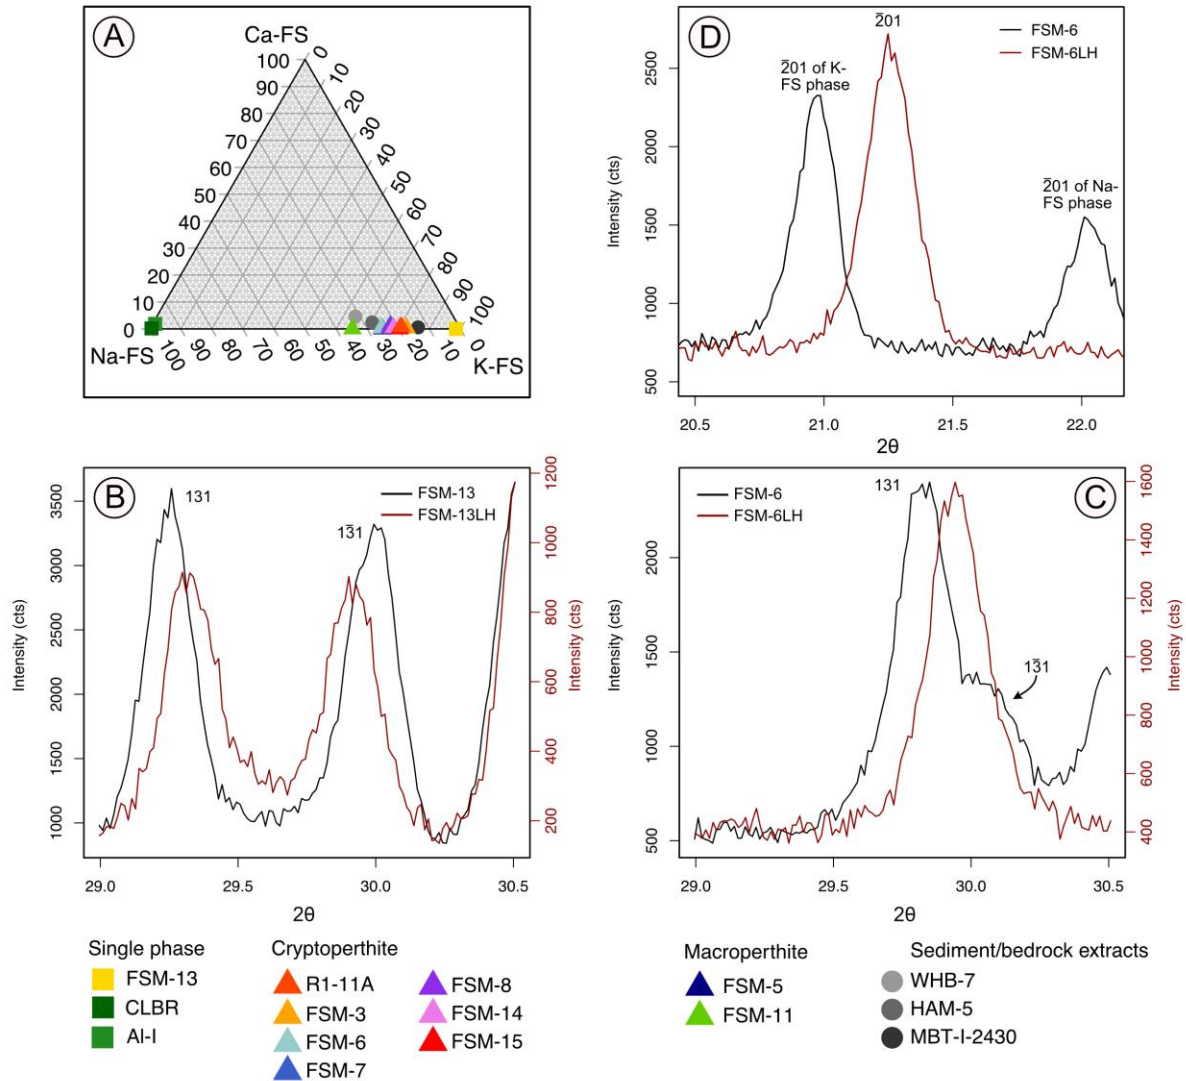 A
Ca-FS
100
90
80
70
60
50
40
30
20
10
0
0
10
20
30
40
50
60
70
80
90
100
Na-FS
100
90
80
70
60
50
40
30
20
10
0
K-FS
D
2̄01
2̄01 of K-
FS phase
2̄01 of Na-
FS phase
FSM-6
FSM-6LH
Intensity (cts)
2500
2000
1500
1000
500
20.5
21.0
21.5
22.0
2θ
B
131
13̄1
FSM-13
FSM-13LH
Intensity (cts)
3500
3000
2500
2000
1500
1000
1200
1000
800
600
400
200
Intensity (cts)
29.0
29.5
30.0
30.5
2θ
C
FSM-6
FSM-6LH
131
13̄1
Intensity (cts)
2000
1500
1000
500
1600
1400
1200
1000
800
600
400
Intensity (cts)
29.0
29.5
30.0
30.5
2θ
Single phase
FSM-13
CLBR
Al-I
Cryptoperthite
R1-11A
FSM-3
FSM-6
FSM-7
FSM-8
FSM-14
FSM-15
Macroperthite
FSM-5
FSM-11
Sediment/bedrock extracts
WHB-7
HAM-5
MBT-I-2430